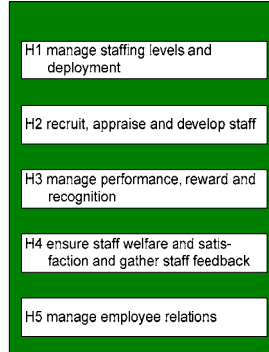 H1 manage staffing levels and
deployment
H2 recruit, appraise and develop staff
H3 manage performance, reward and
recognition
H4 ensure staff welfare and satis-
faction and gather staff feedback
H5 manage employee relations